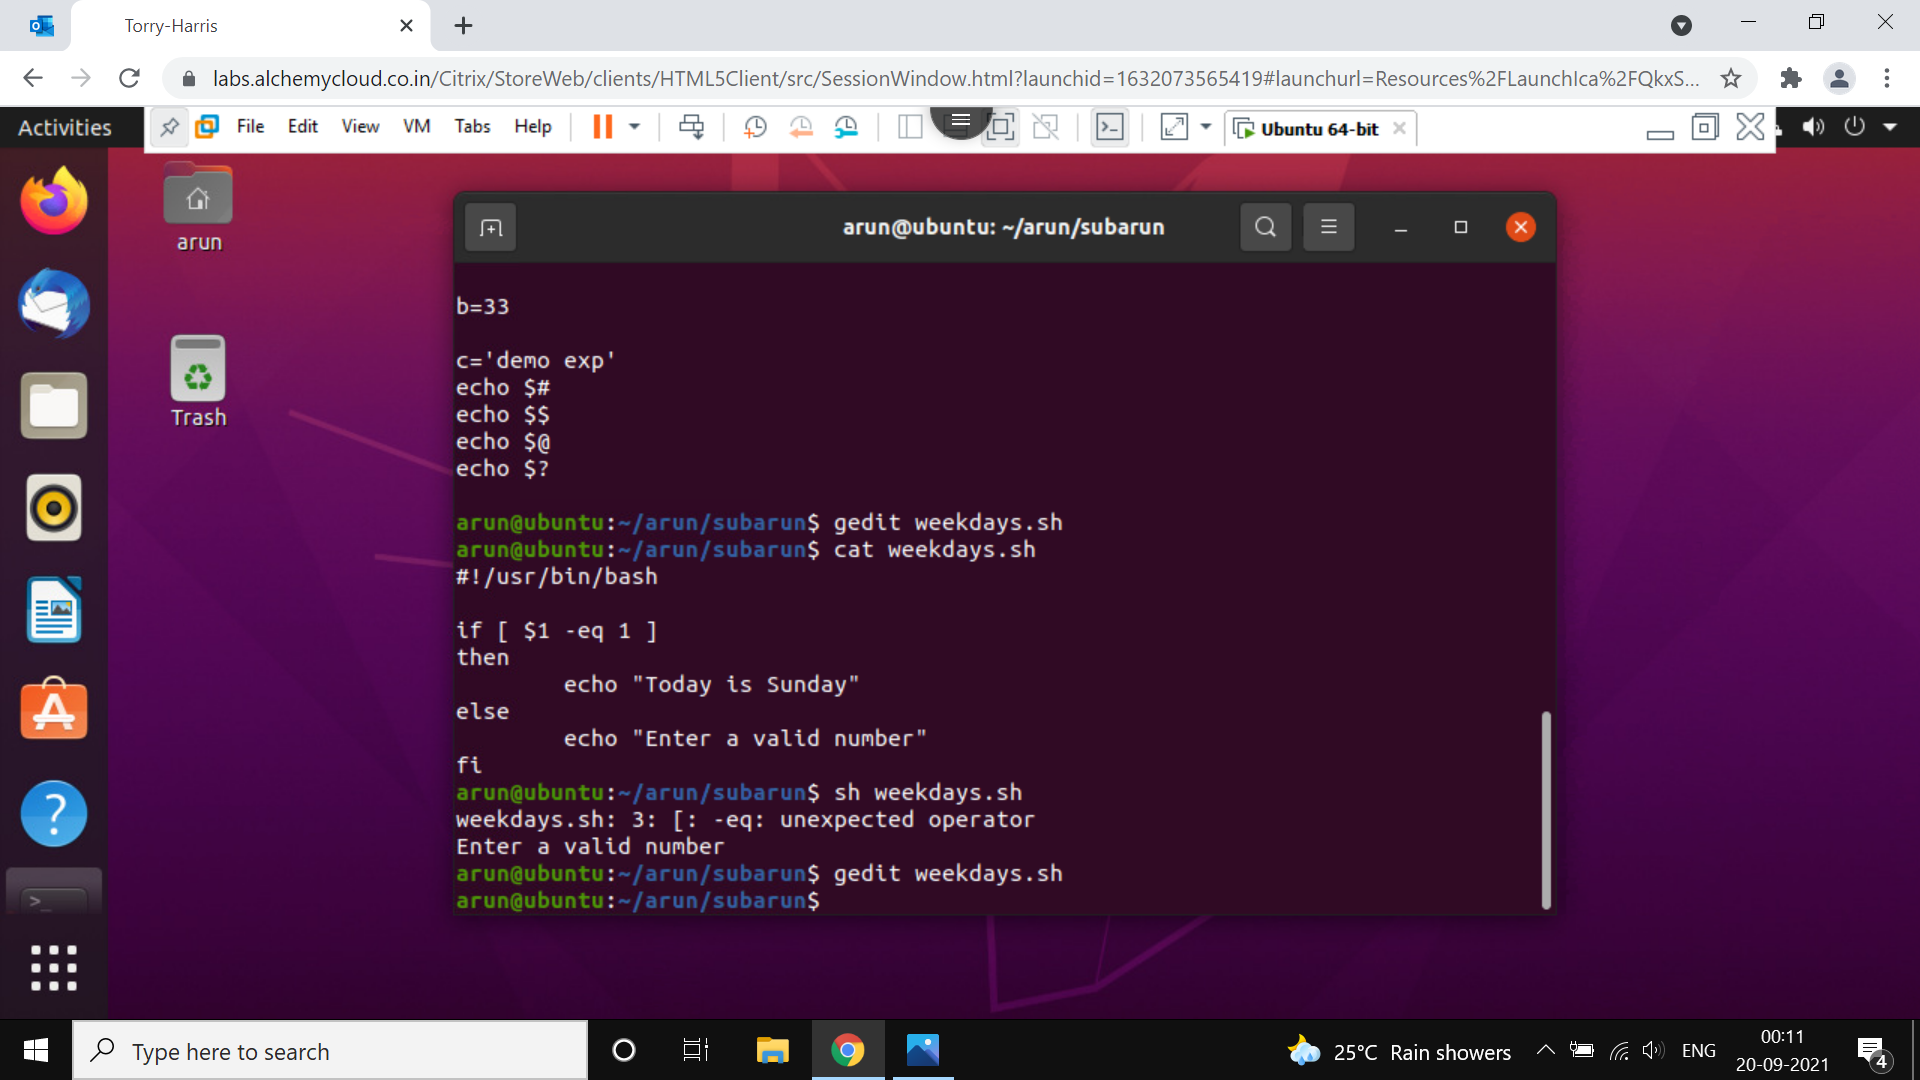 Torry-Harris
labs.alchemycloud.co.in/Citrix/StoreWeb/clients/HTML5Client/src/SessionWindow.html?launchid=1632073565419#launchurl=Resources%2FLaunchIca%2FQkxS...
Activities
File Edit View VM Tabs Help
Ubuntu 64-bit
arun
Trash
arun@ubuntu: ~/arun/subarun
b=33
c='demo exp'
echo $#
echo $$
echo $@
echo $?
arun@ubuntu:~/arun/subarun$ gedit weekdays.sh
arun@ubuntu:~/arun/subarun$ cat weekdays.sh
#!/usr/bin/bash
if [ $1 -eq 1 ]
then
echo "Today is Sunday"
else
echo "Enter a valid number"
fi
arun@ubuntu:~/arun/subarun$ sh weekdays.sh
weekdays.sh: 3: [: -eq: unexpected operator
Enter a valid number
arun@ubuntu:~/arun/subarun$ gedit weekdays.sh
arun@ubuntu:~/arun/subarun$
Type here to search
25°C Rain showers
ENG
00:11
20-09-2021
4